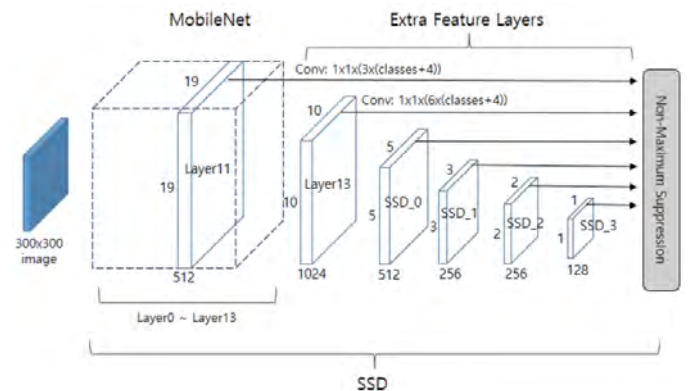 MobileNet
Extra Feature Layers
Conv: 1x1x(3x(classes+4))
19
Conv: 1x1x(6x(classes+4))
10
5
3
2
1
Layer11
Layer13
SSD_0
SSD_1
SSD_2
SSD_3
19
10
5
3
2
1
300x300
image
512
1024
512
256
256
128
Layer0 ~ Layer13
Non-Maximum Suppression
SSD